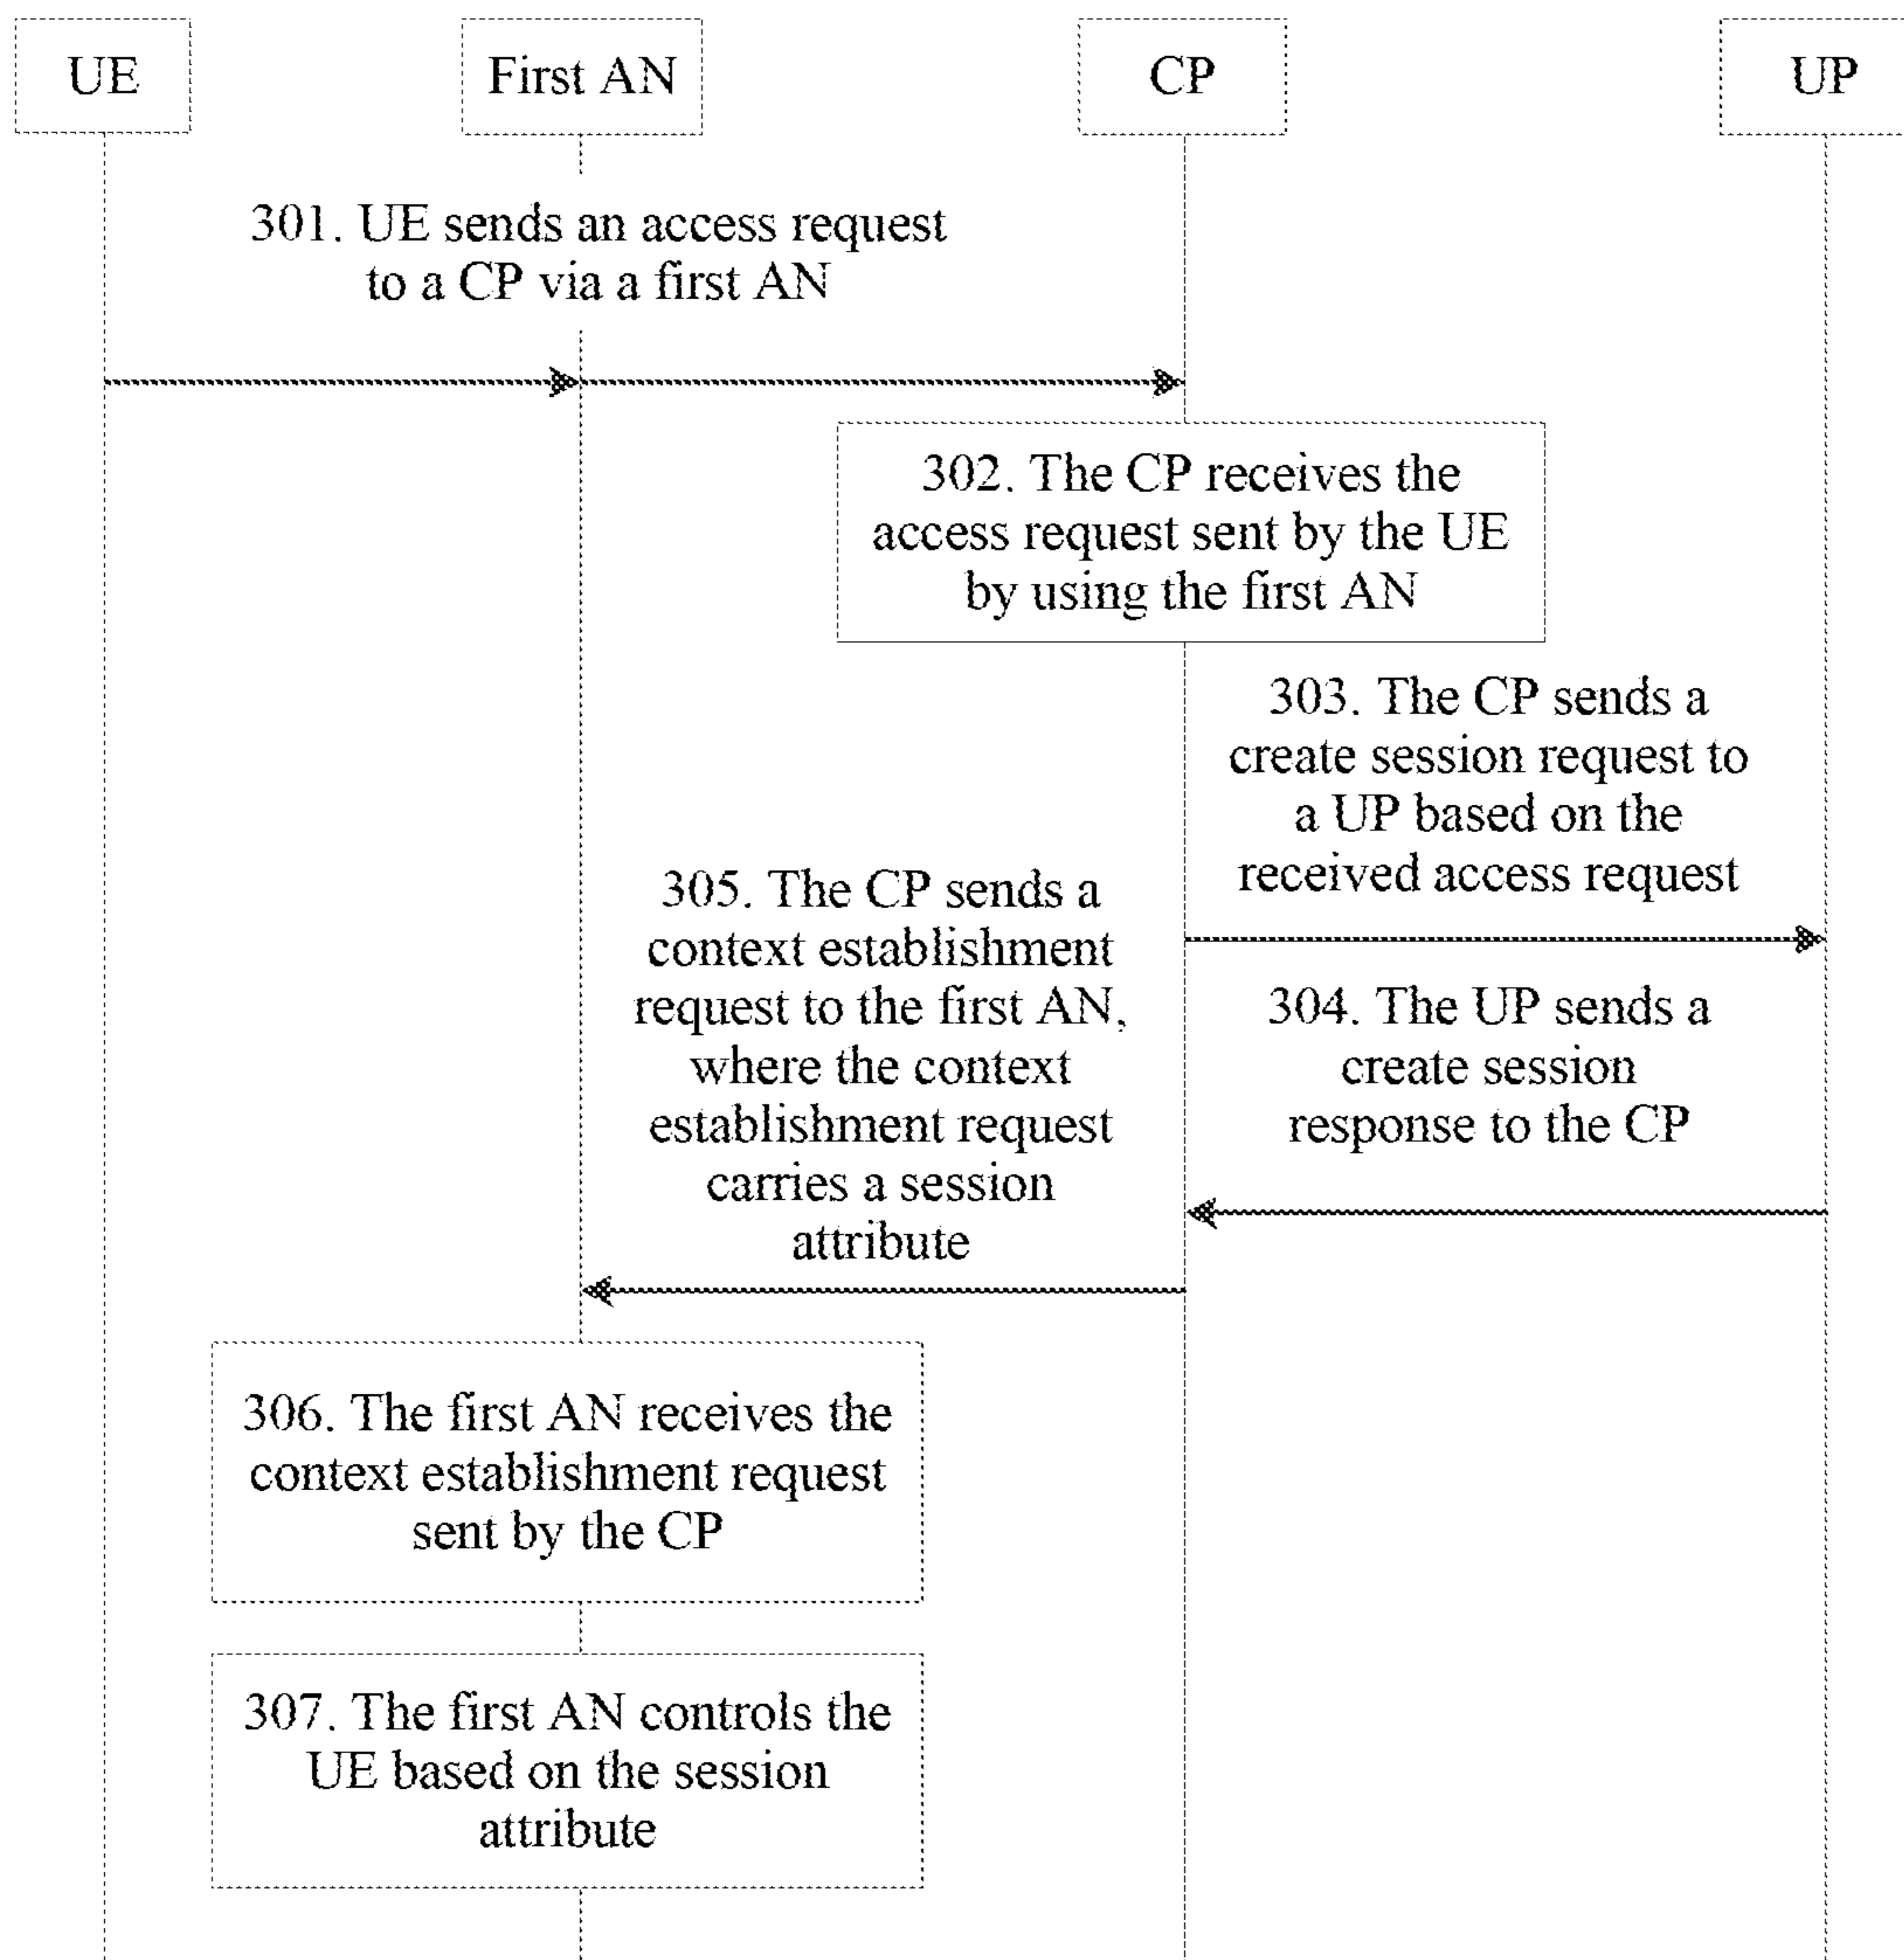 UE
First AN
CP
UP
301. UE sends an access request
to a CP via a first AN
302. The CP receives the
access request sent by the UE
by using the first AN
303. The CP sends a
create session request to
a UP based on the
received access request
304. The UP sends a
create session
response to the CP
305. The CP sends a
context establishment
request to the first AN,
where the context
establishment request
carries a session
attribute
306. The first AN receives the
context establishment request
sent by the CP
307. The first AN controls the
UE based on the session
attribute